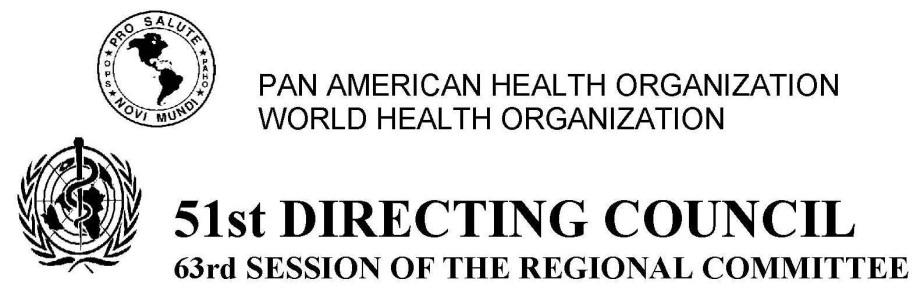 PRO SALUTE
OPS PAHO
NOVI MUNDI
PAN AMERICAN HEALTH ORGANIZATION
WORLD HEALTH ORGANIZATION
51st DIRECTING COUNCIL
63rd SESSION OF THE REGIONAL COMMITTEE